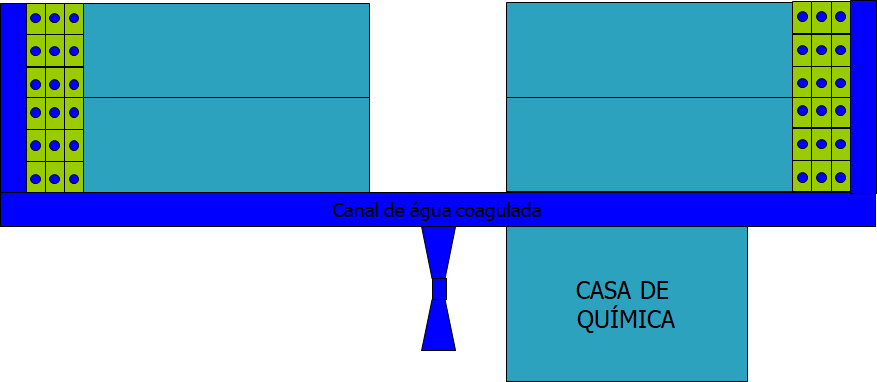 Canal de água coagulada
CASA DE
QUÍMICA